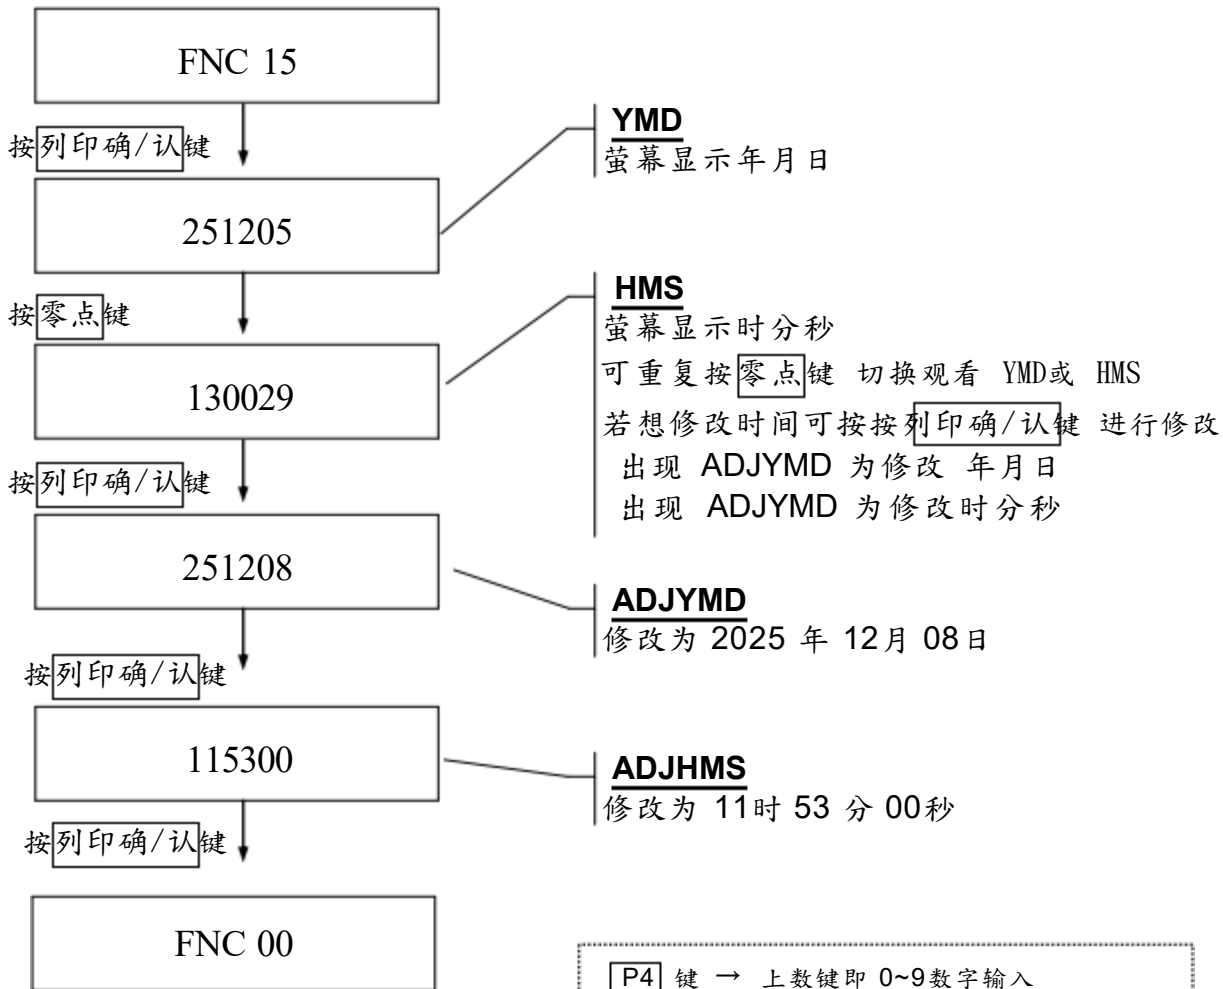 FNC 15
按列印确/认键
YMD
萤幕显示年月日
251205
按零点键
HMS
萤幕显示时分秒
可重复按零点键 切换观看 YMD或 HMS
若想修改时间可按按列印确/认键 进行修改
出现 ADJYMD 为修改 年月日
出现 ADJYMD 为修改时分秒
130029
按列印确/认键
251208
ADJYMD
修改为 2025 年 12月 08日
按列印确/认键
115300
ADJHMS
修改为 11时 53 分 00秒
按列印确/认键
FNC 00
P4 键 → 上数键即 0~9数字输入